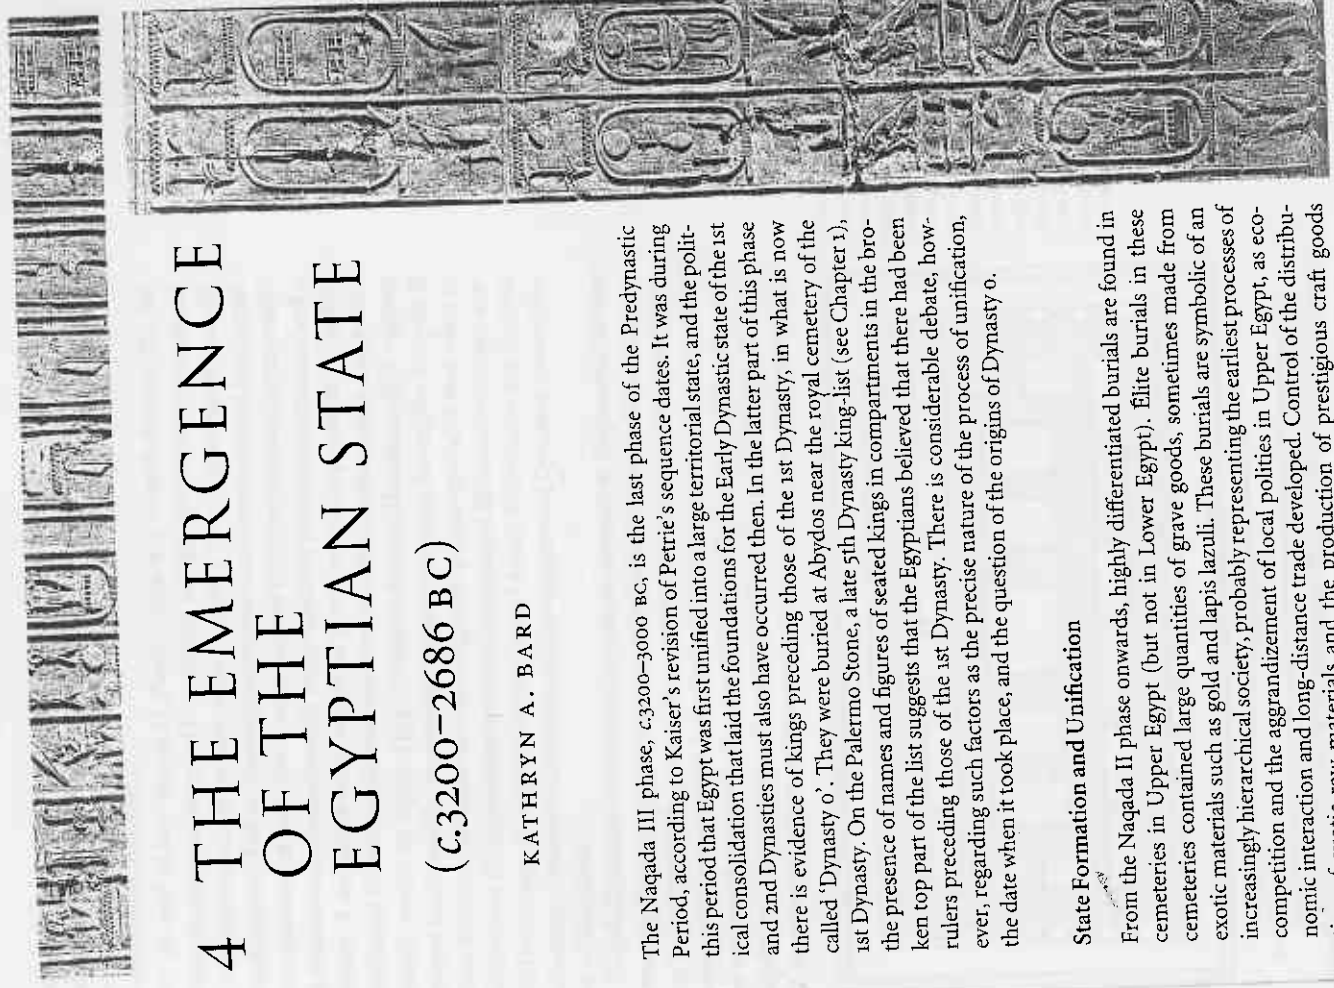 4 THE EMERGENCE
OF THE
EGYPTIAN STATE
(c.3200–2686 BC)
KATHRYN A. BARD
The Naqada III phase, c.3200–3000 BC, is the last phase of the Predynastic
Period, according to Kaiser's revision of Petrie's sequence dates. It was during
this period that Egypt was first unified into a large territorial state, and the polit-
ical consolidation that laid the foundations for the Early Dynastic state of the 1st
and 2nd Dynasties must also have occurred then. In the latter part of this phase
there is evidence of kings preceding those of the 1st Dynasty, in what is now
called 'Dynasty 0'. They were buried at Abydos near the royal cemetery of the
1st Dynasty. On the Palermo Stone, a late 5th Dynasty king-list (see Chapter 1),
the presence of names and figures of seated kings in compartments in the bro-
ken top part of the list suggests that the Egyptians believed that there had been
rulers preceding those of the 1st Dynasty. There is considerable debate, how-
ever, regarding such factors as the precise nature of the process of unification,
the date when it took place, and the question of the origins of Dynasty 0.
State Formation and Unification
From the Naqada II phase onwards, highly differentiated burials are found in
cemeteries in Upper Egypt (but not in Lower Egypt). Élite burials in these
cemeteries contained large quantities of grave goods, sometimes made from
exotic materials such as gold and lapis lazuli. These burials are symbolic of an
increasingly hierarchical society, probably representing the earliest processes of
competition and the aggrandizement of local polities in Upper Egypt, as eco-
nomic interaction and long-distance trade developed. Control of the distribu-
raw materials and the production of prestigious craft goods